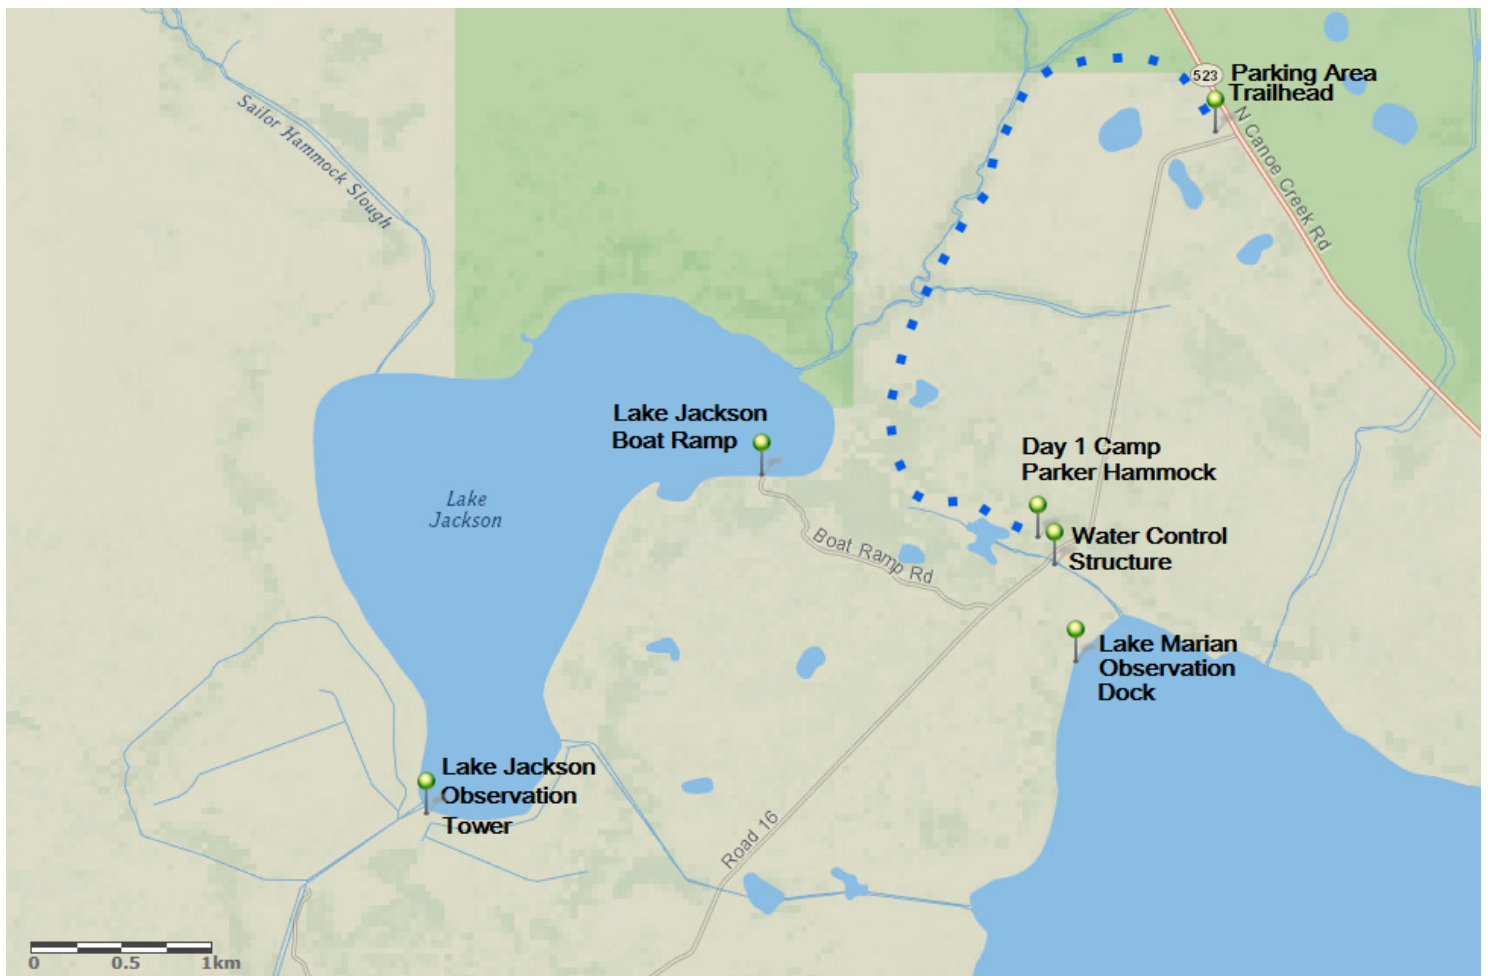 523
Parking Area
Trailhead
N Canoe Creek Rd
Sailor Hammock Slough
Lake Jackson
Boat Ramp
Day 1 Camp
Parker Hammock
Lake
Jackson
Water Control
Structure
Boat Ramp Rd
Lake Marian
Observation
Dock
Lake Jackson
Observation
Tower
Road 16
0 0.5 1km